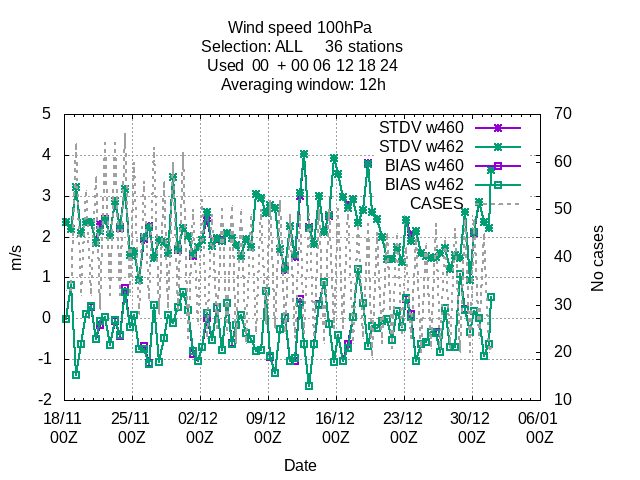 Wind speed 100hPa
Selection: ALL 36 stations
Used 00 + 00 06 12 18 24
Averaging window: 12h
5 70
STDV w460
STDV w462
4 60
BIAS w460
BIAS w462
3 50
CASES
2 40
m/s
No cases
1
0 30
-1 20
-2 10
18/11 25/11 02/12 09/12 16/12 23/12 30/12 06/01
00Z 00Z 00Z 00Z 00Z 00Z 00Z 00Z
Date